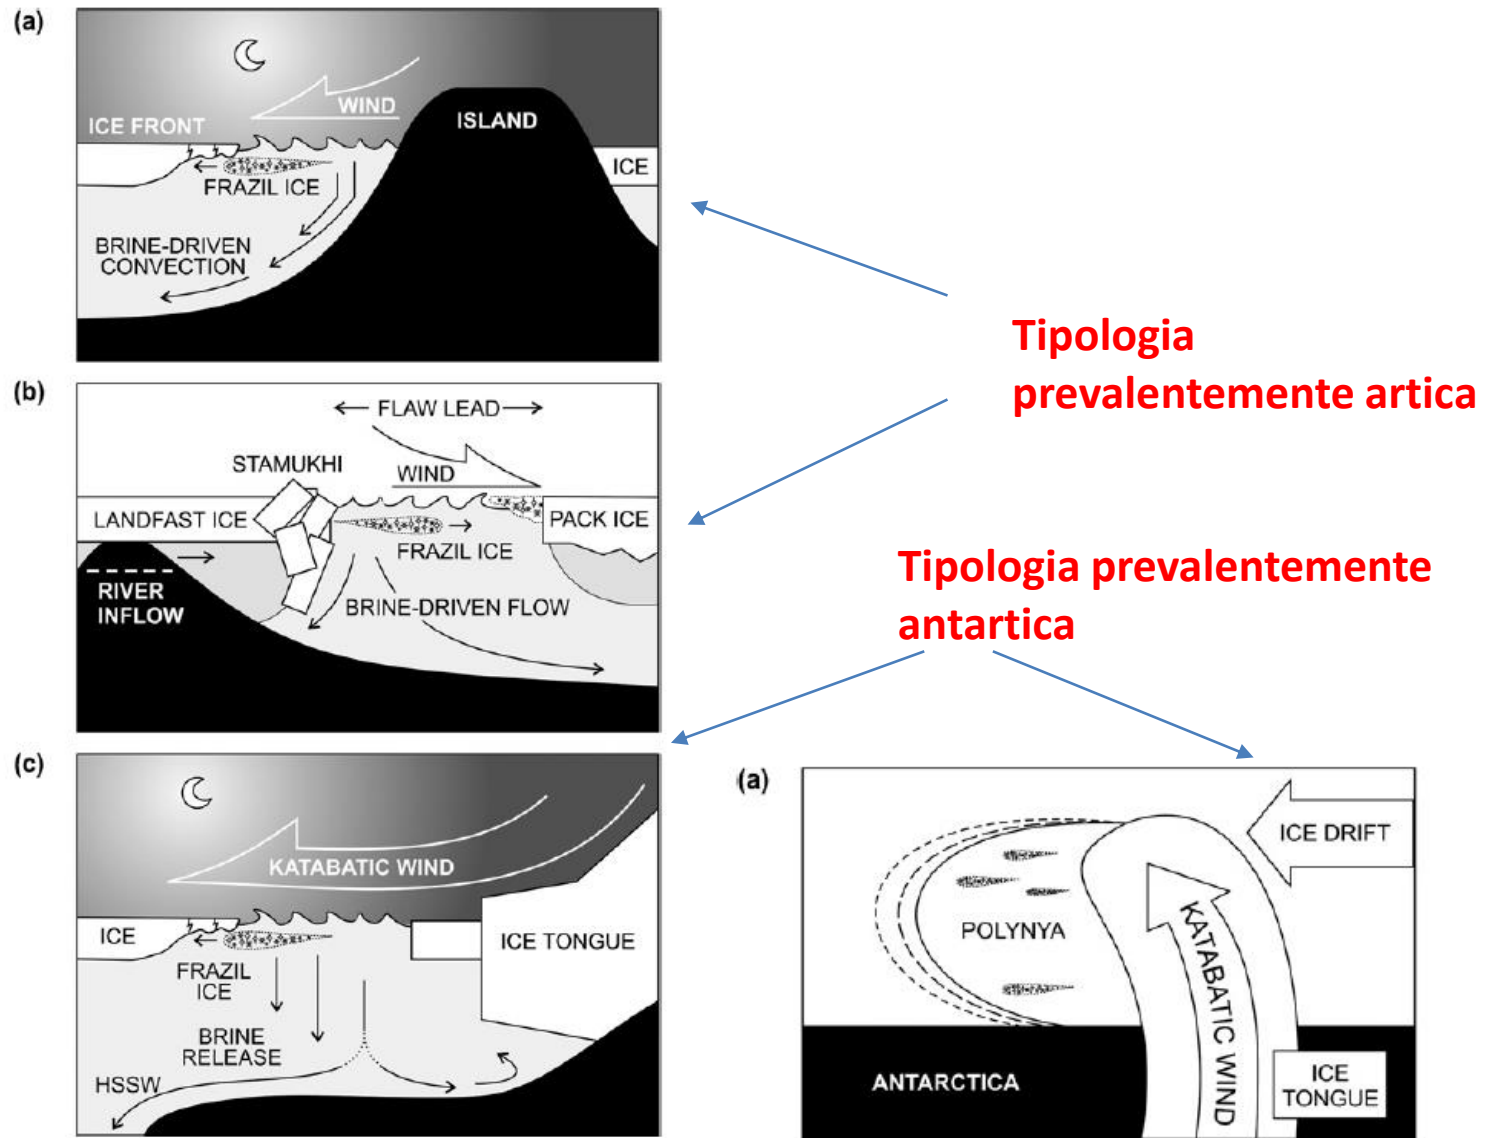 (a)
WIND
ISLAND
ICE FRONT
ICE
FRAZIL ICE
BRINE-DRIVEN
CONVECTION
Tipologia
prevalentemente artica
(b)
FLAW LEAD
STAMUKHI
WIND
LANDFAST ICE
PACK ICE
FRAZIL ICE
RIVER
INFLOW
BRINE-DRIVEN FLOW
Tipologia prevalentemente
antartica
(c)
KATABATIC WIND
ICE
ICE TONGUE
FRAZIL
ICE
BRINE
RELEASE
HSSW
(a)
ICE DRIFT
POLYNYA
KATABATIC WIND
ANTARCTICA
ICE
TONGUE